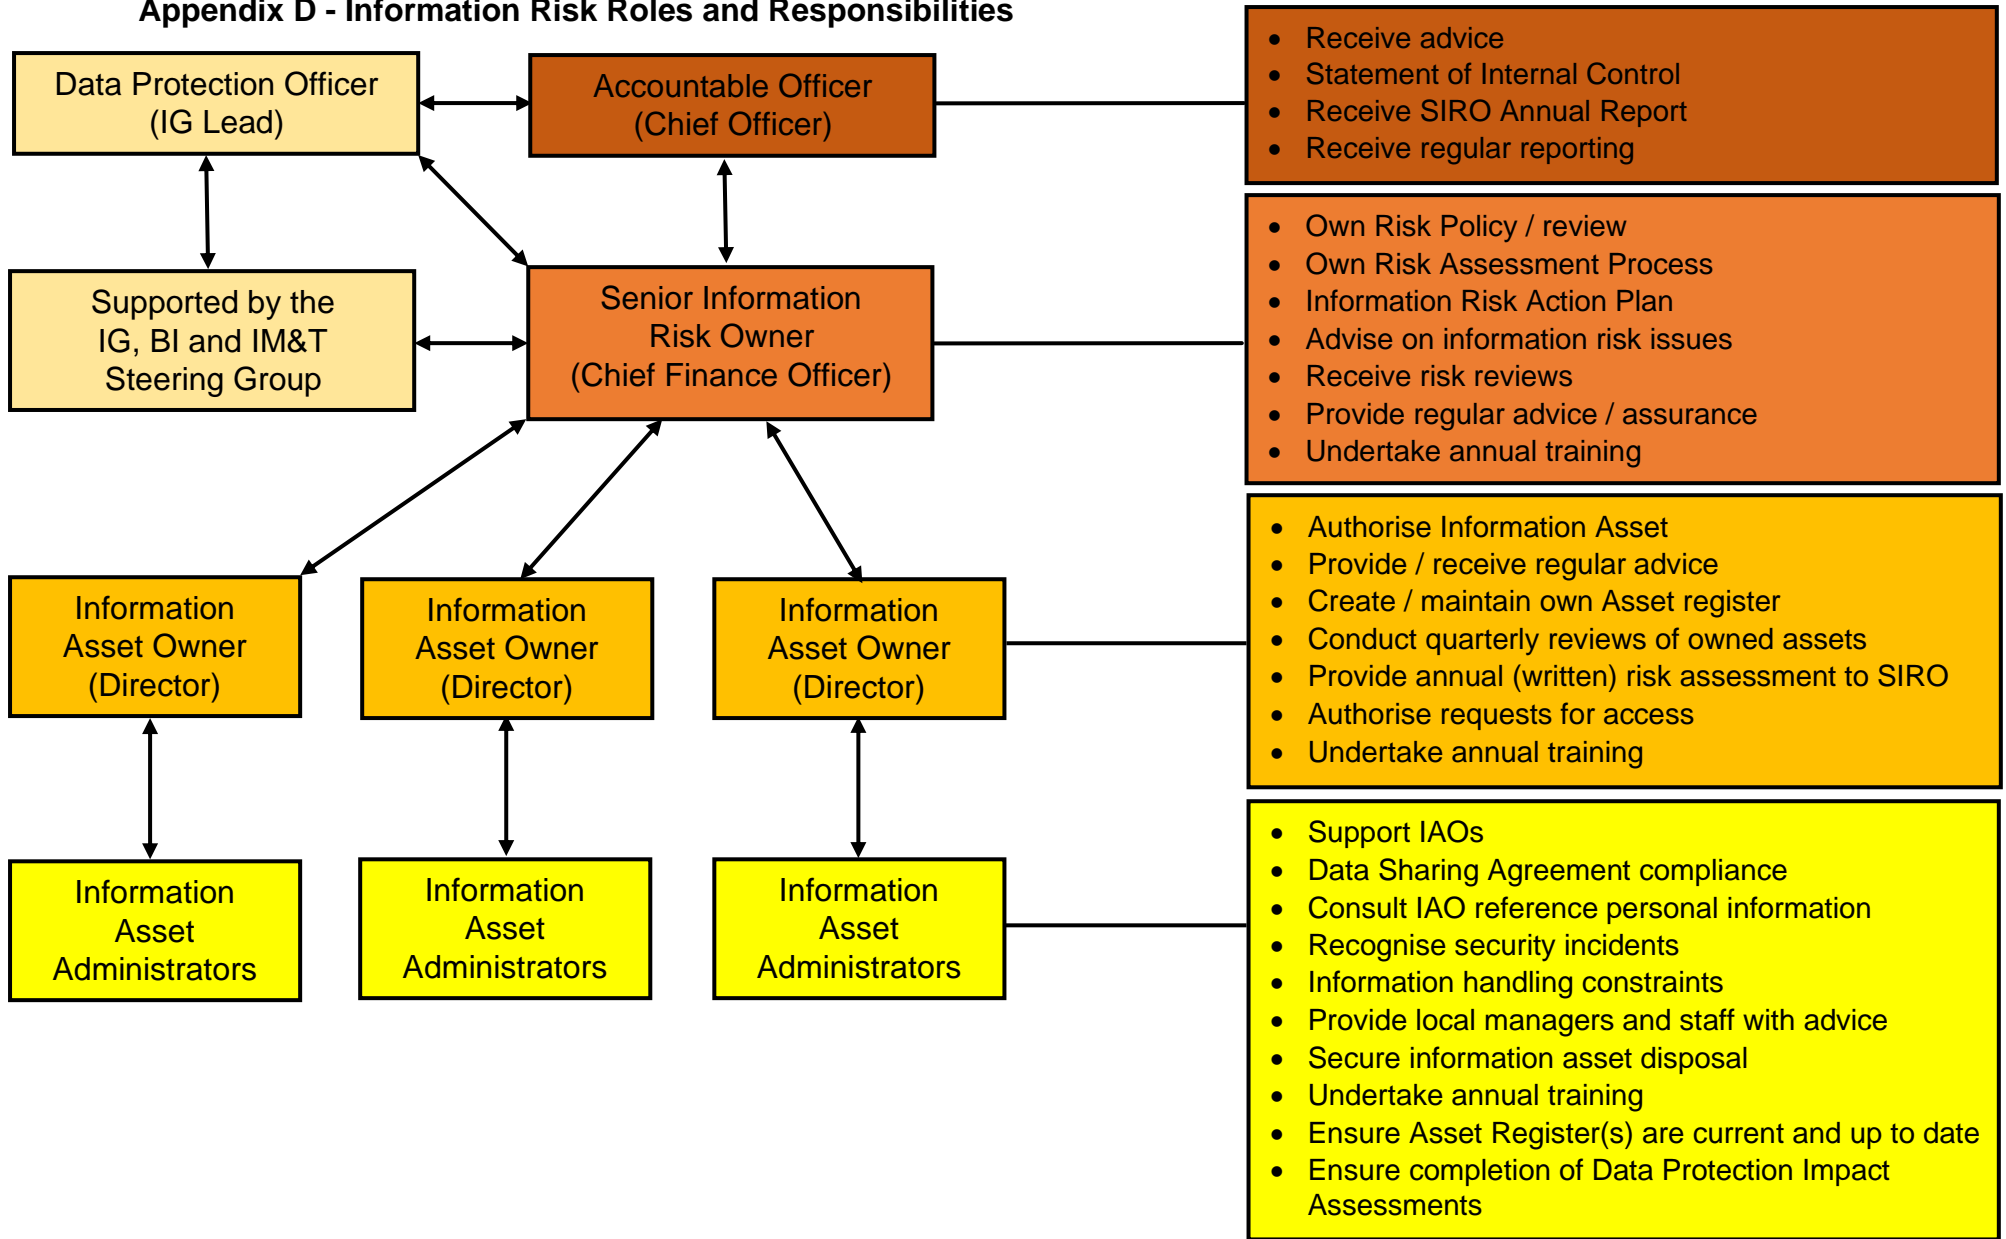 Appendix D - Information Risk Roles and Responsibilities
Data Protection Officer
(IG Lead)
Accountable Officer
(Chief Officer)
• Receive advice
• Statement of Internal Control
• Receive SIRO Annual Report
• Receive regular reporting
Supported by the
IG, BI and IM&T
Steering Group
Senior Information
Risk Owner
(Chief Finance Officer)
• Own Risk Policy / review
• Own Risk Assessment Process
• Information Risk Action Plan
• Advise on information risk issues
• Receive risk reviews
• Provide regular advice / assurance
• Undertake annual training
Information
Asset Owner
(Director)
Information
Asset Owner
(Director)
Information
Asset Owner
(Director)
• Authorise Information Asset
• Provide / receive regular advice
• Create / maintain own Asset register
• Conduct quarterly reviews of owned assets
• Provide annual (written) risk assessment to SIRO
• Authorise requests for access
• Undertake annual training
Information
Asset
Administrators
Information
Asset
Administrators
Information
Asset
Administrators
• Support IAOs
• Data Sharing Agreement compliance
• Consult IAO reference personal information
• Recognise security incidents
• Information handling constraints
• Provide local managers and staff with advice
• Secure information asset disposal
• Undertake annual training
• Ensure Asset Register(s) are current and up to date
• Ensure completion of Data Protection Impact
Assessments